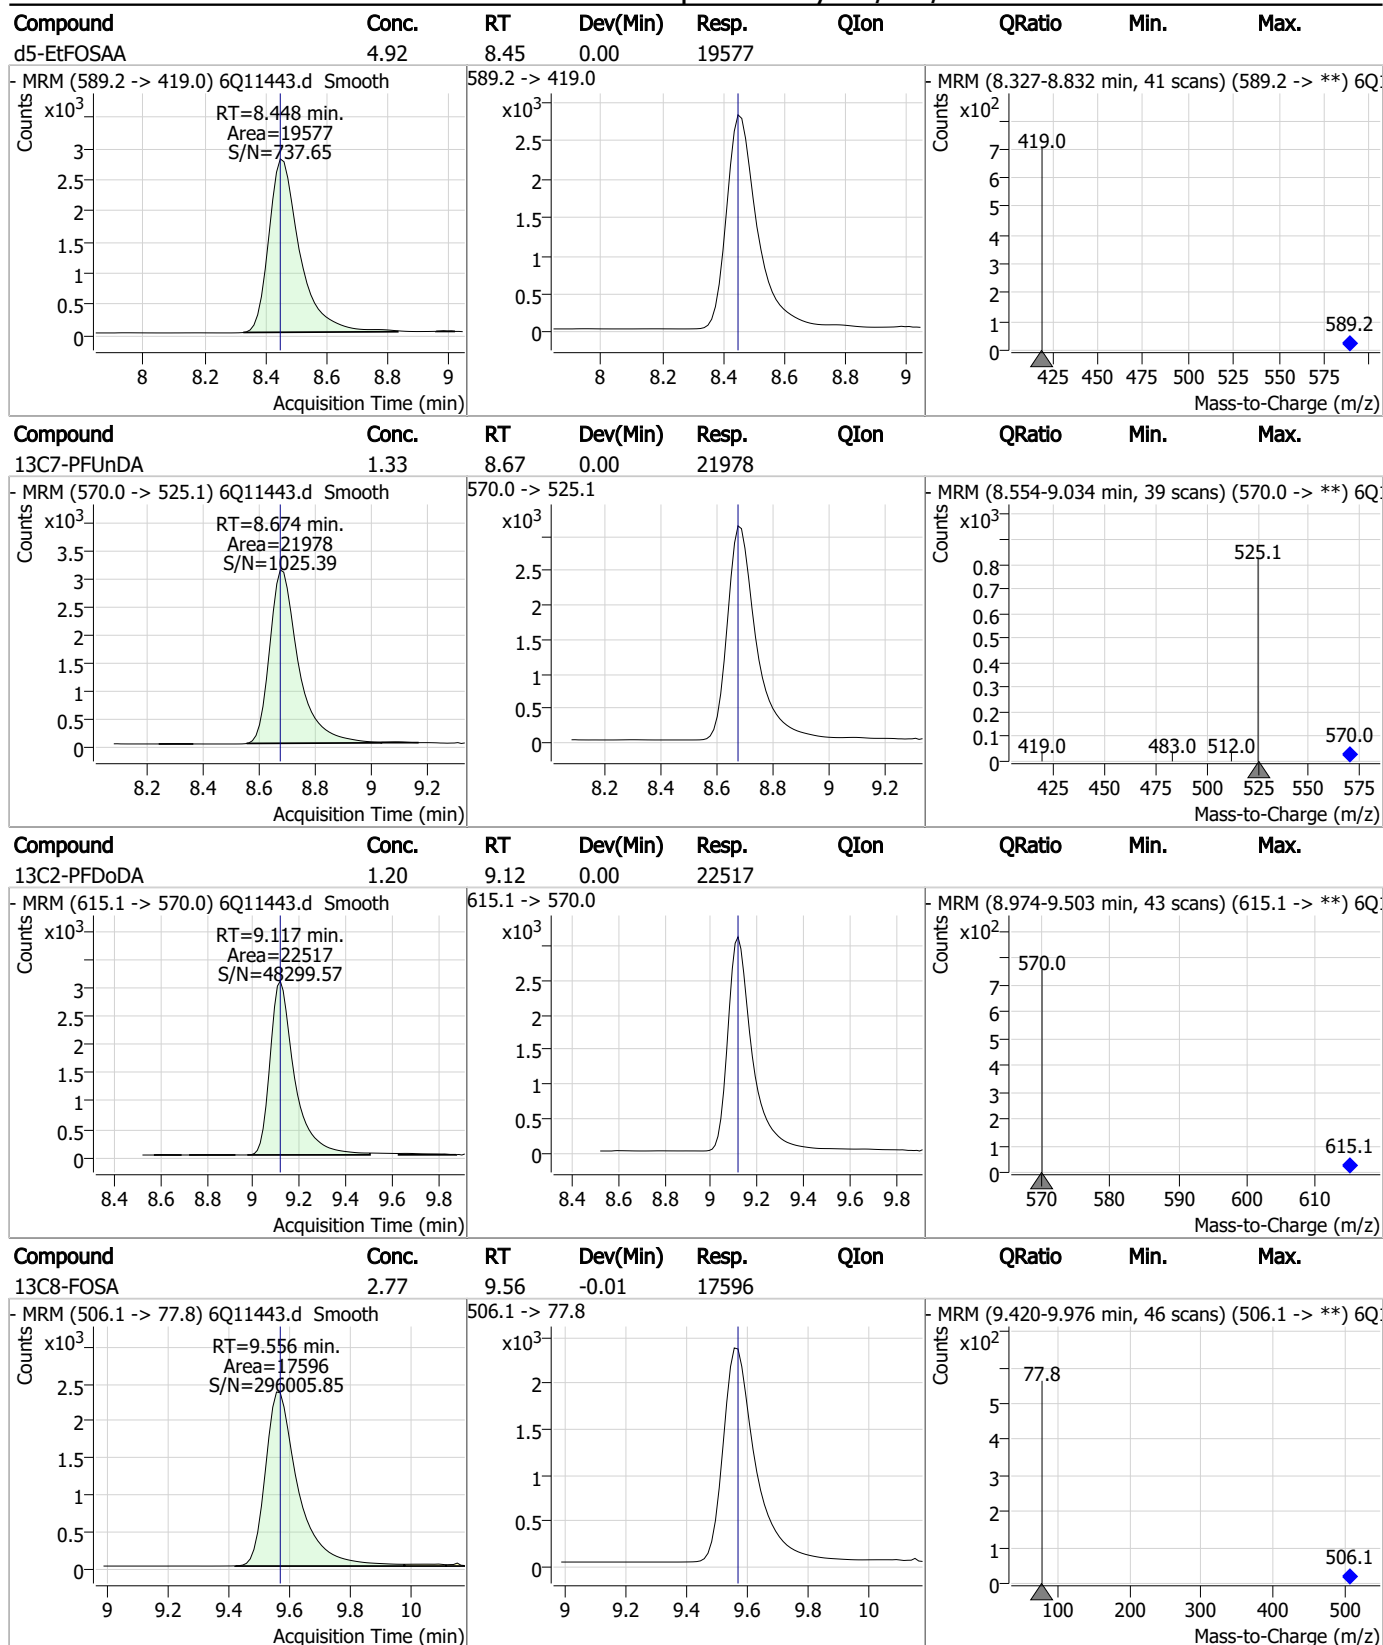 Compound Conc. RT Dev(Min) Resp. QIon QRatio Min. Max.
d5-EtFOSAA 4.92 8.45 0.00 19577
- MRM (589.2 -> 419.0) 6Q11443.d Smooth
Counts
x10³
RT=8.448 min.
Area=19577
S/N=737.65
3
2.5
2
1.5
1
0.5
0
8 8.2 8.4 8.6 8.8 9
Acquisition Time (min)
589.2 -> 419.0
x10³
2.5
2
1.5
1
0.5
0
8 8.2 8.4 8.6 8.8 9
- MRM (8.327-8.832 min, 41 scans) (589.2 -> **) 6Q
Counts
x10²
419.0
7
6
5
4
3
2
1
0
589.2
425 450 475 500 525 550 575
Mass-to-Charge (m/z)
Compound Conc. RT Dev(Min) Resp. QIon QRatio Min. Max.
13C7-PFUnDA 1.33 8.67 0.00 21978
- MRM (570.0 -> 525.1) 6Q11443.d Smooth
Counts
x10³
RT=8.674 min.
Area=21978
S/N=1025.39
3.5
3
2.5
2
1.5
1
0.5
0
8.2 8.4 8.6 8.8 9 9.2
Acquisition Time (min)
570.0 -> 525.1
x10³
2.5
2
1.5
1
0.5
0
8.2 8.4 8.6 8.8 9 9.2
- MRM (8.554-9.034 min, 39 scans) (570.0 -> **) 6Q
Counts
x10³
525.1
0.8
0.7
0.6
0.5
0.4
0.3
0.2
0.1
0
419.0 483.0 512.0 570.0
425 450 475 500 525 550 575
Mass-to-Charge (m/z)
Compound Conc. RT Dev(Min) Resp. QIon QRatio Min. Max.
13C2-PFDoDA 1.20 9.12 0.00 22517
- MRM (615.1 -> 570.0) 6Q11443.d Smooth
Counts
x10³
RT=9.117 min.
Area=22517
S/N=48299.57
3
2.5
2
1.5
1
0.5
0
8.4 8.6 8.8 9 9.2 9.4 9.6 9.8
Acquisition Time (min)
615.1 -> 570.0
x10³
2.5
2
1.5
1
0.5
0
8.4 8.6 8.8 9 9.2 9.4 9.6 9.8
- MRM (8.974-9.503 min, 43 scans) (615.1 -> **) 6Q
Counts
x10²
570.0
7
6
5
4
3
2
1
0
615.1
570 580 590 600 610
Mass-to-Charge (m/z)
Compound Conc. RT Dev(Min) Resp. QIon QRatio Min. Max.
13C8-FOSA 2.77 9.56 -0.01 17596
- MRM (506.1 -> 77.8) 6Q11443.d Smooth
Counts
x10³
RT=9.556 min.
Area=17596
S/N=296005.85
2.5
2
1.5
1
0.5
0
9 9.2 9.4 9.6 9.8 10
Acquisition Time (min)
506.1 -> 77.8
x10³
2
1.5
1
0.5
0
9 9.2 9.4 9.6 9.8 10
- MRM (9.420-9.976 min, 46 scans) (506.1 -> **) 6Q
Counts
x10²
77.8
5
4
3
2
1
0
506.1
100 200 300 400 500
Mass-to-Charge (m/z)